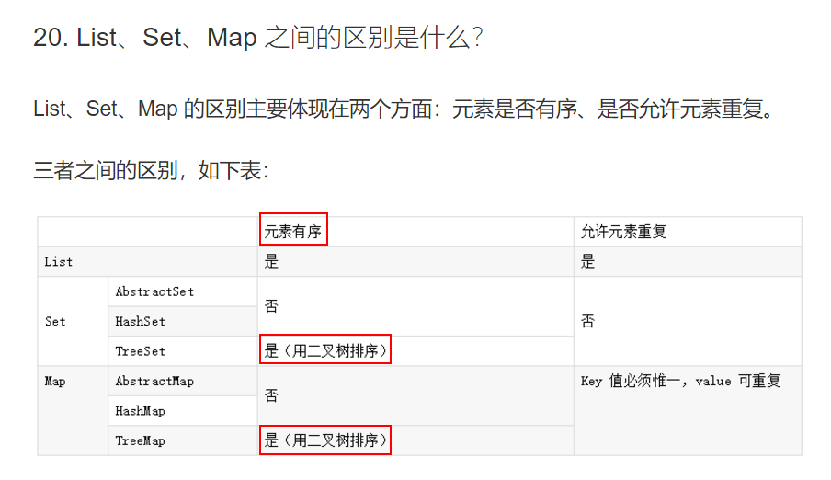 20. List、Set、Map 之间的区别是什么？
List、Set、Map 的区别主要体现在两个方面：元素是否有序、是否允许元素重复。
三者之间的区别，如下表：
元素有序 允许元素重复
List 是 是
AbstractSet
否
Set HashSet 否
TreeSet 是（用二叉树排序）
Map AbstractMap Key 值必须惟一，value 可重复
否
HashMap
TreeMap 是（用二叉树排序）